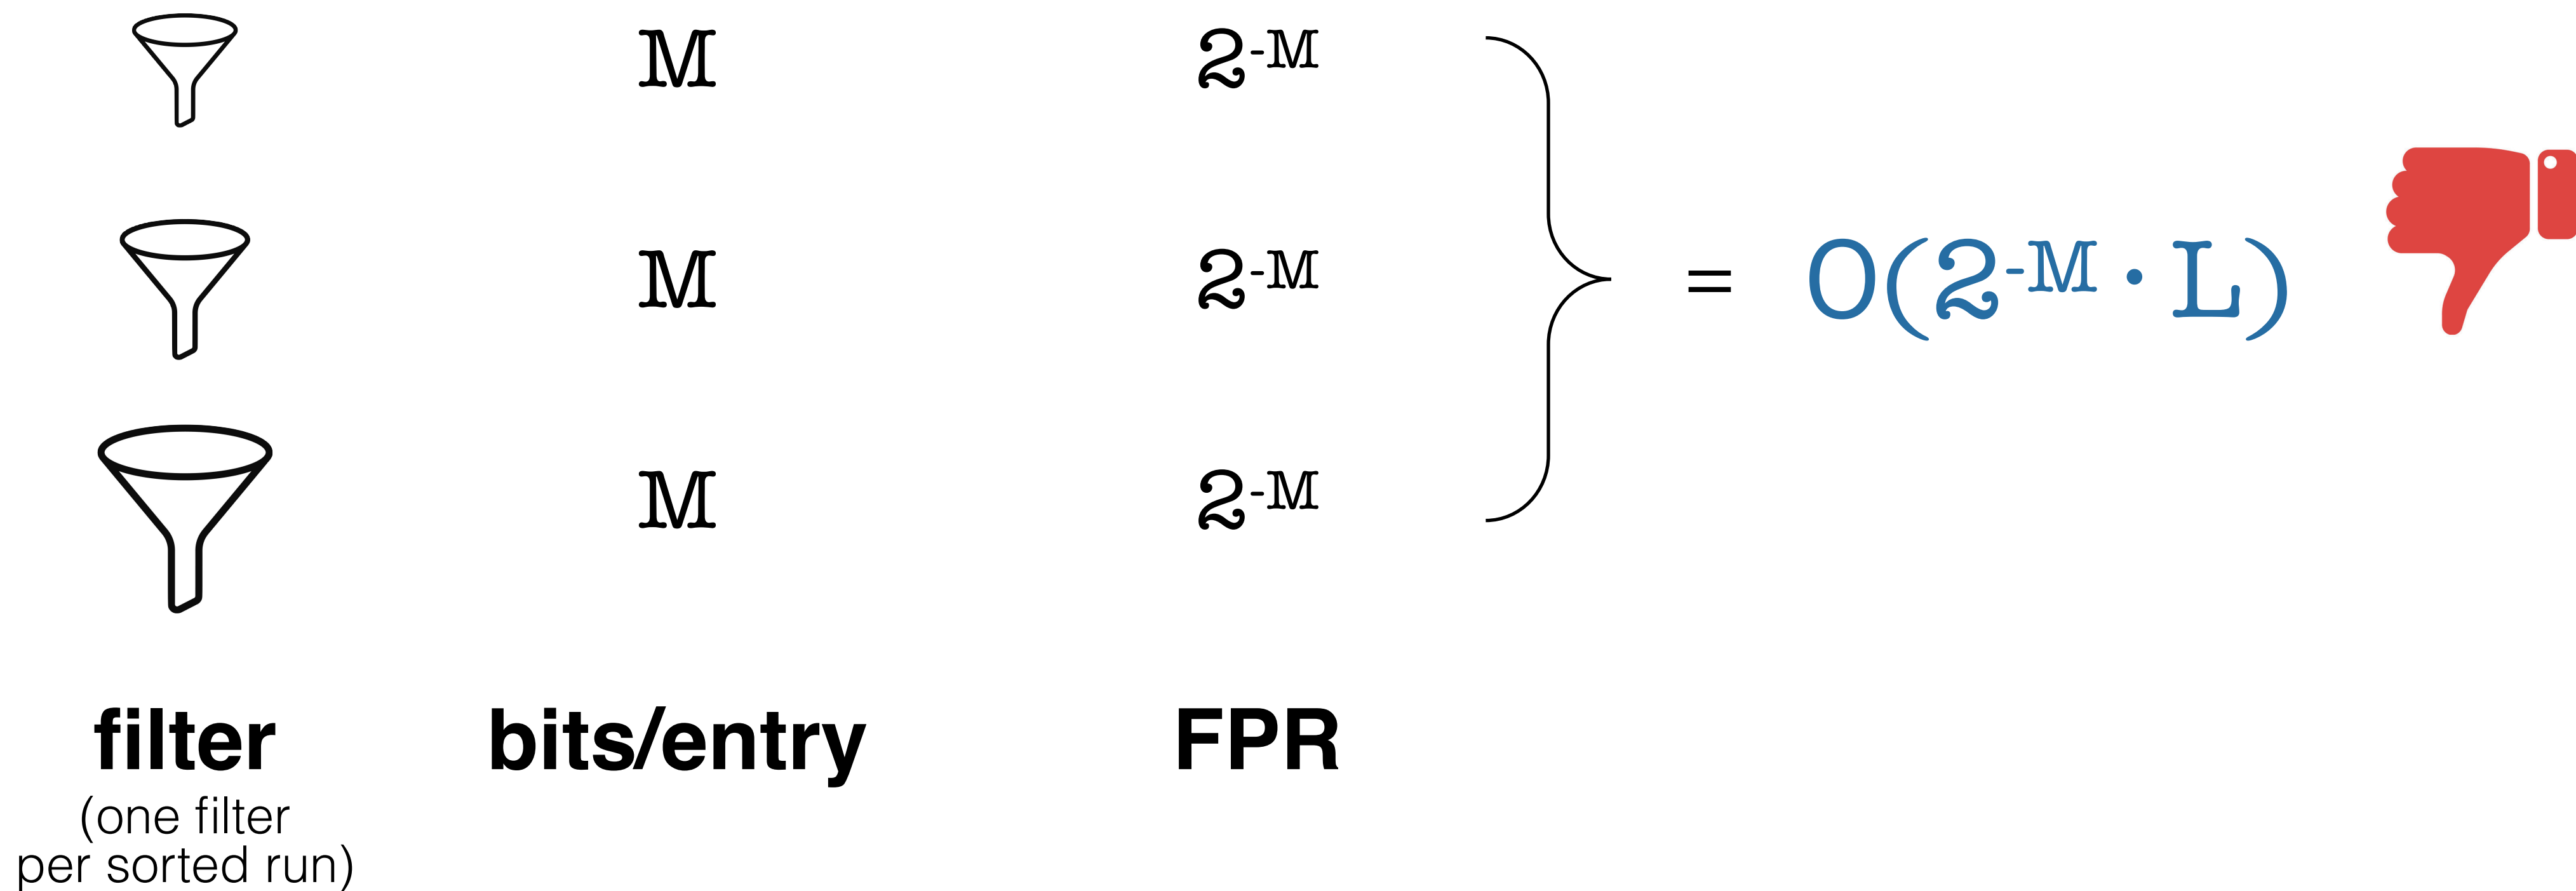 M 2⁻ᴹ
M 2⁻ᴹ = O(2⁻ᴹ · L)
M 2⁻ᴹ
filter bits/entry FPR
(one filter
per sorted run)